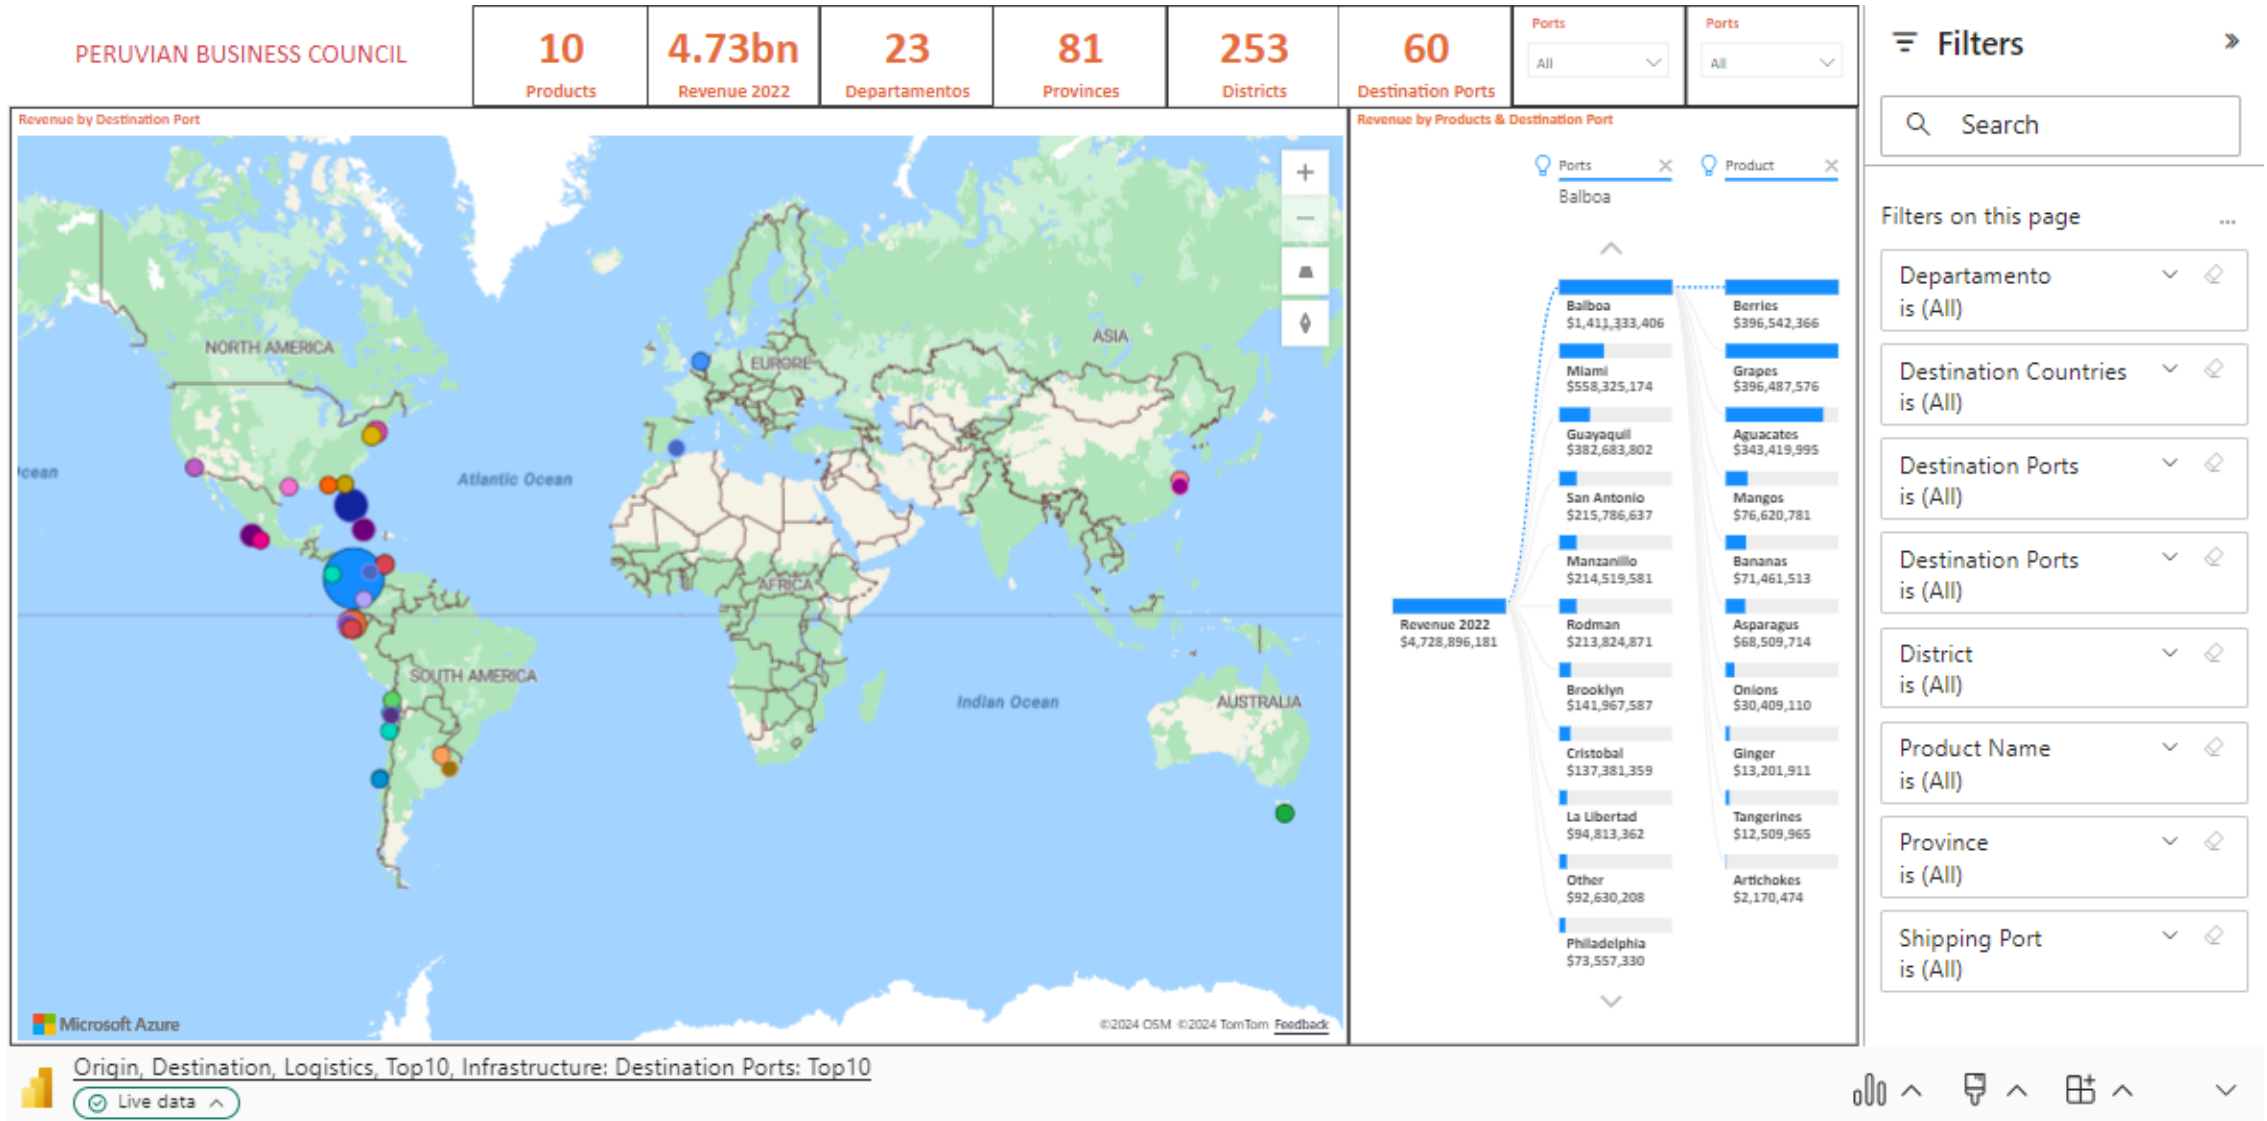 PERUVIAN BUSINESS COUNCIL
10
Products
4.73bn
Revenue 2022
23
Departamentos
81
Provinces
253
Districts
60
Destination Ports
Ports
All
Ports
All
Filters
Search
Filters on this page
...
Departamento
is (All)
Destination Countries
is (All)
Destination Ports
is (All)
Destination Ports
is (All)
District
is (All)
Product Name
is (All)
Province
is (All)
Shipping Port
is (All)
Revenue by Destination Port
NORTH AMERICA
EUROPE
ASIA
cean
Atlantic Ocean
AFRICA
SOUTH AMERICA
Indian Ocean
AUSTRALIA
Microsoft Azure
©2024 OSM ©2024 TomTom Feedback
Revenue by Products & Destination Port
Ports
Product
Balboa
Revenue 2022
$4,728,896,181
Balboa
$1,411,333,406
Miami
$558,325,174
Guayaquil
$382,683,802
San Antonio
$215,786,637
Manzanillo
$214,519,581
Rodman
$213,824,871
Brooklyn
$141,967,587
Cristobal
$137,381,359
La Libertad
$94,813,362
Other
$92,630,208
Philadelphia
$73,557,330
Berries
$396,542,366
Grapes
$396,487,576
Aguacates
$343,419,995
Mangos
$76,620,781
Bananas
$71,461,513
Asparagus
$68,509,714
Onions
$30,409,110
Ginger
$13,201,911
Tangerines
$12,509,965
Artichokes
$2,170,474
Origin, Destination, Logistics, Top10, Infrastructure: Destination Ports: Top10
Live data